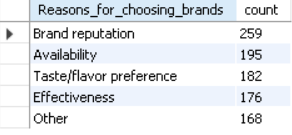 Reasons_for_choosing_brands count
Brand reputation 259
Availability 195
Taste/flavor preference 182
Effectiveness 176
Other 168